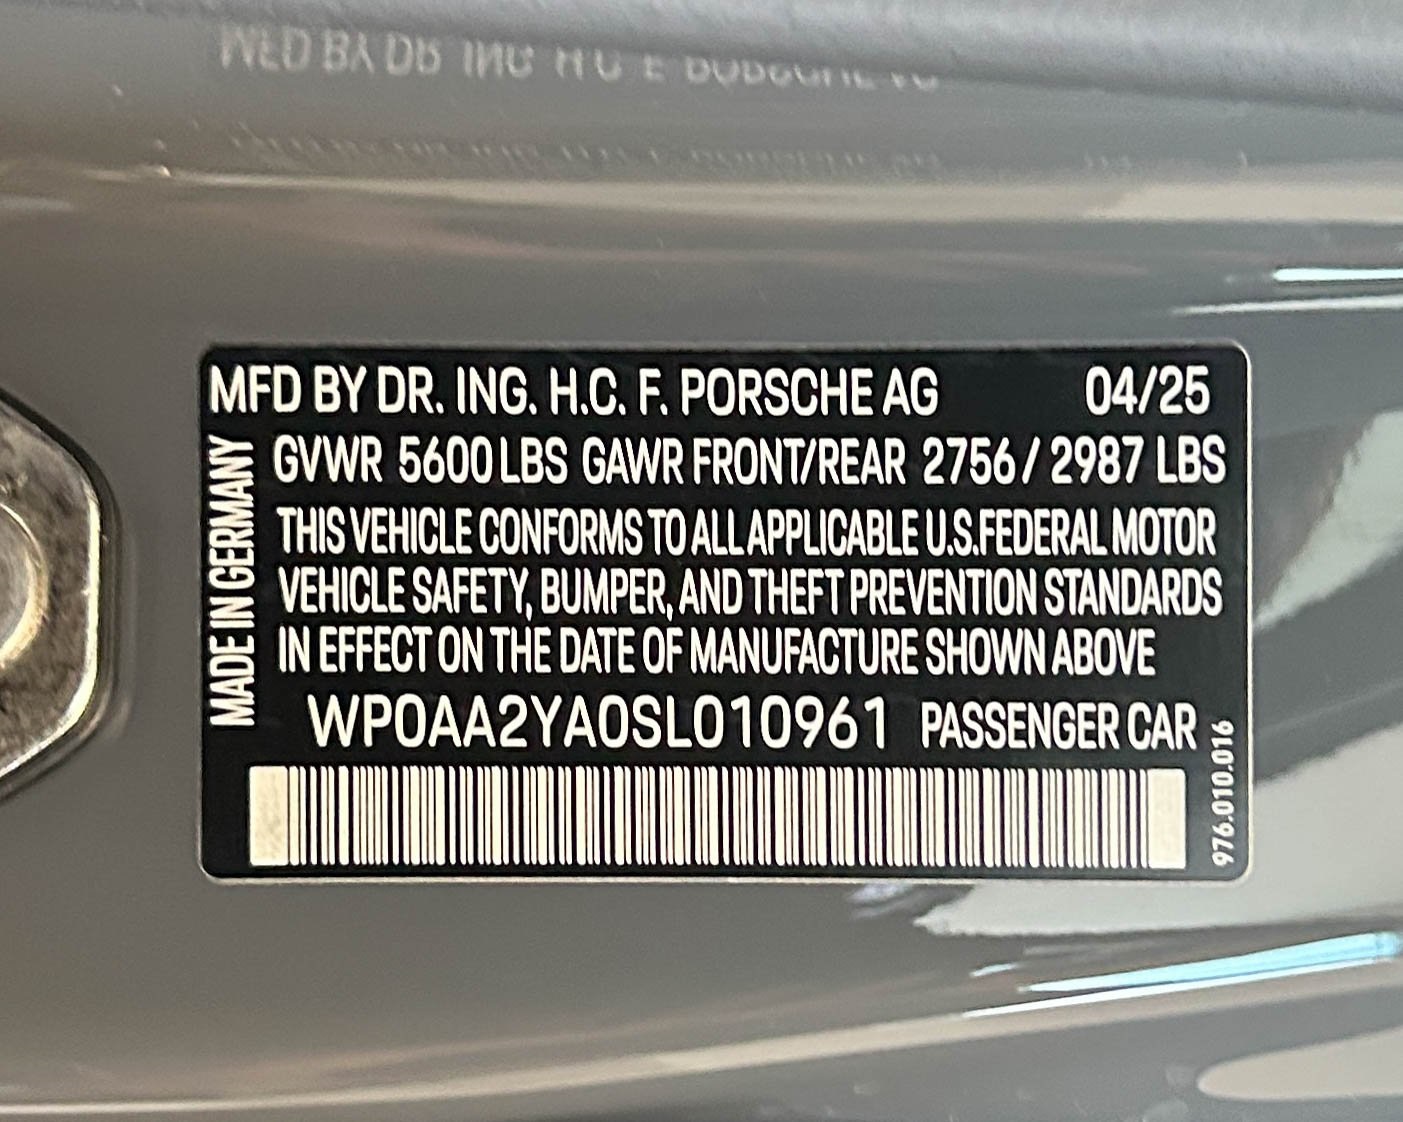 MFD BY DR. ING. H.C. F. PORSCHE AG 04/25
MADE IN GERMANY
GVWR 5600 LBS GAWR FRONT/REAR 2756 / 2987 LBS
THIS VEHICLE CONFORMS TO ALL APPLICABLE U.S. FEDERAL MOTOR
VEHICLE SAFETY, BUMPER, AND THEFT PREVENTION STANDARDS
IN EFFECT ON THE DATE OF MANUFACTURE SHOWN ABOVE
WP0AA2YA0SL010961 PASSENGER CAR
976.010.016